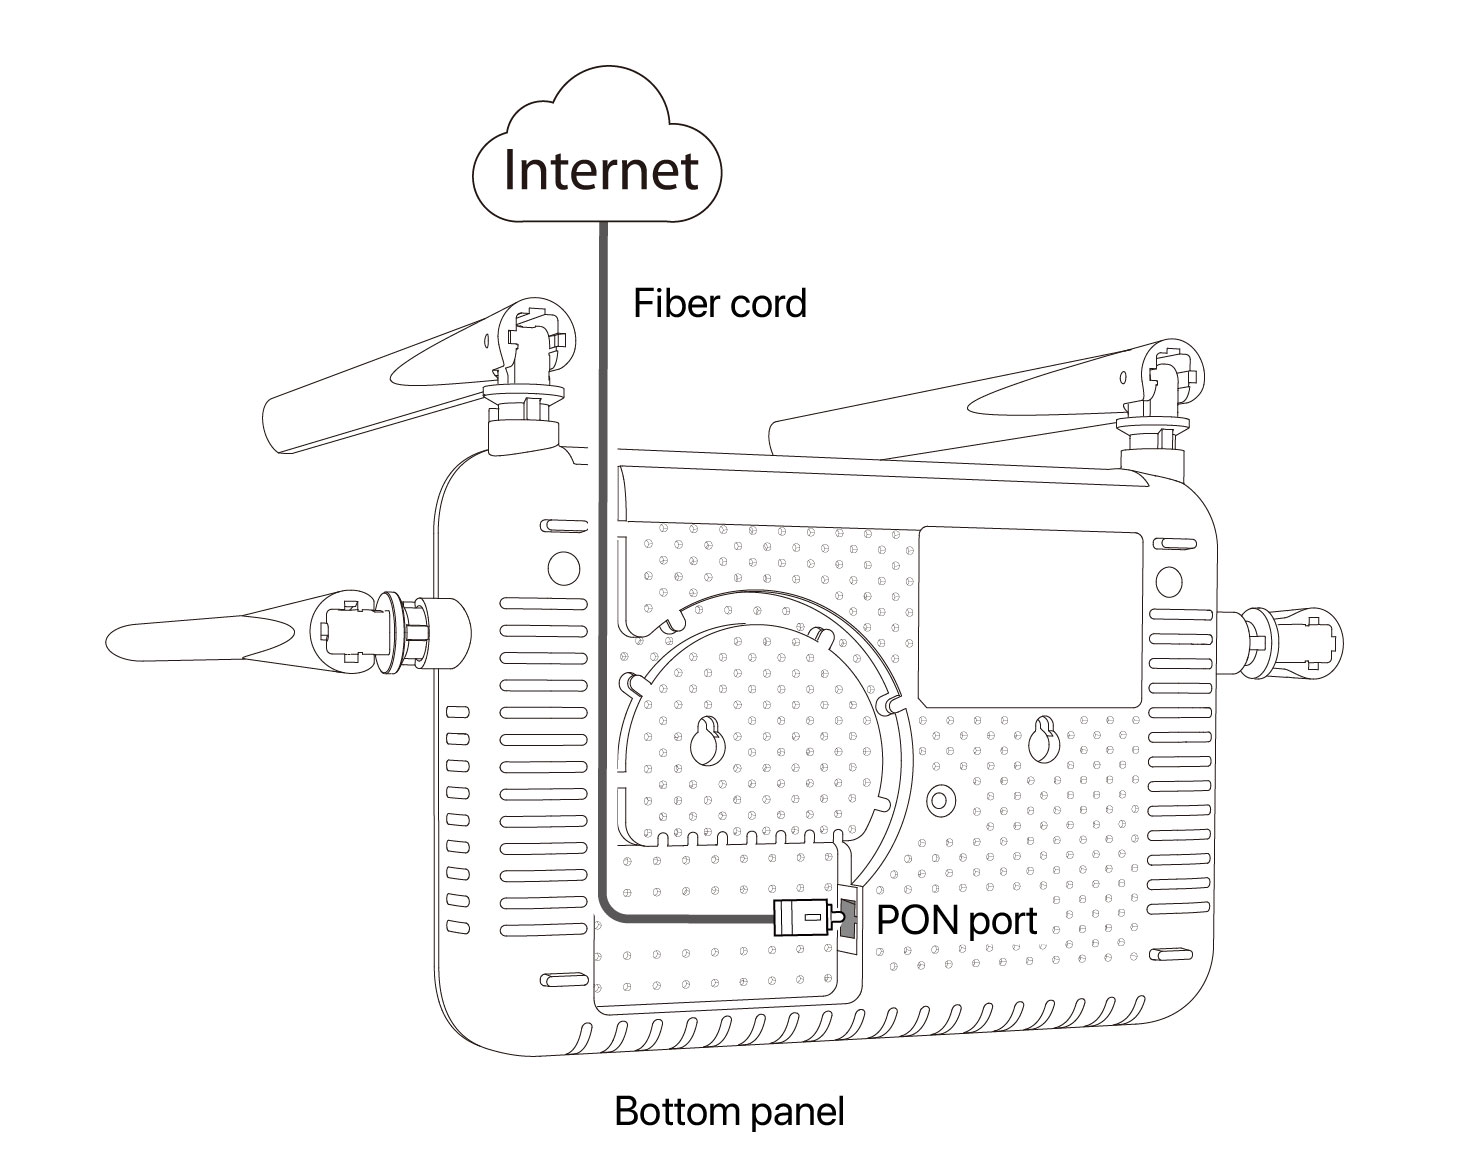 Internet
Fiber cord
PON port
Bottom panel